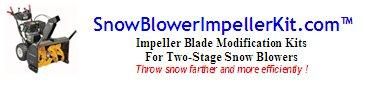 SnowBlowerImpellerKit.com™
Impeller Blade Modification Kits
For Two-Stage Snow Blowers
Throw snow farther and more efficiently !